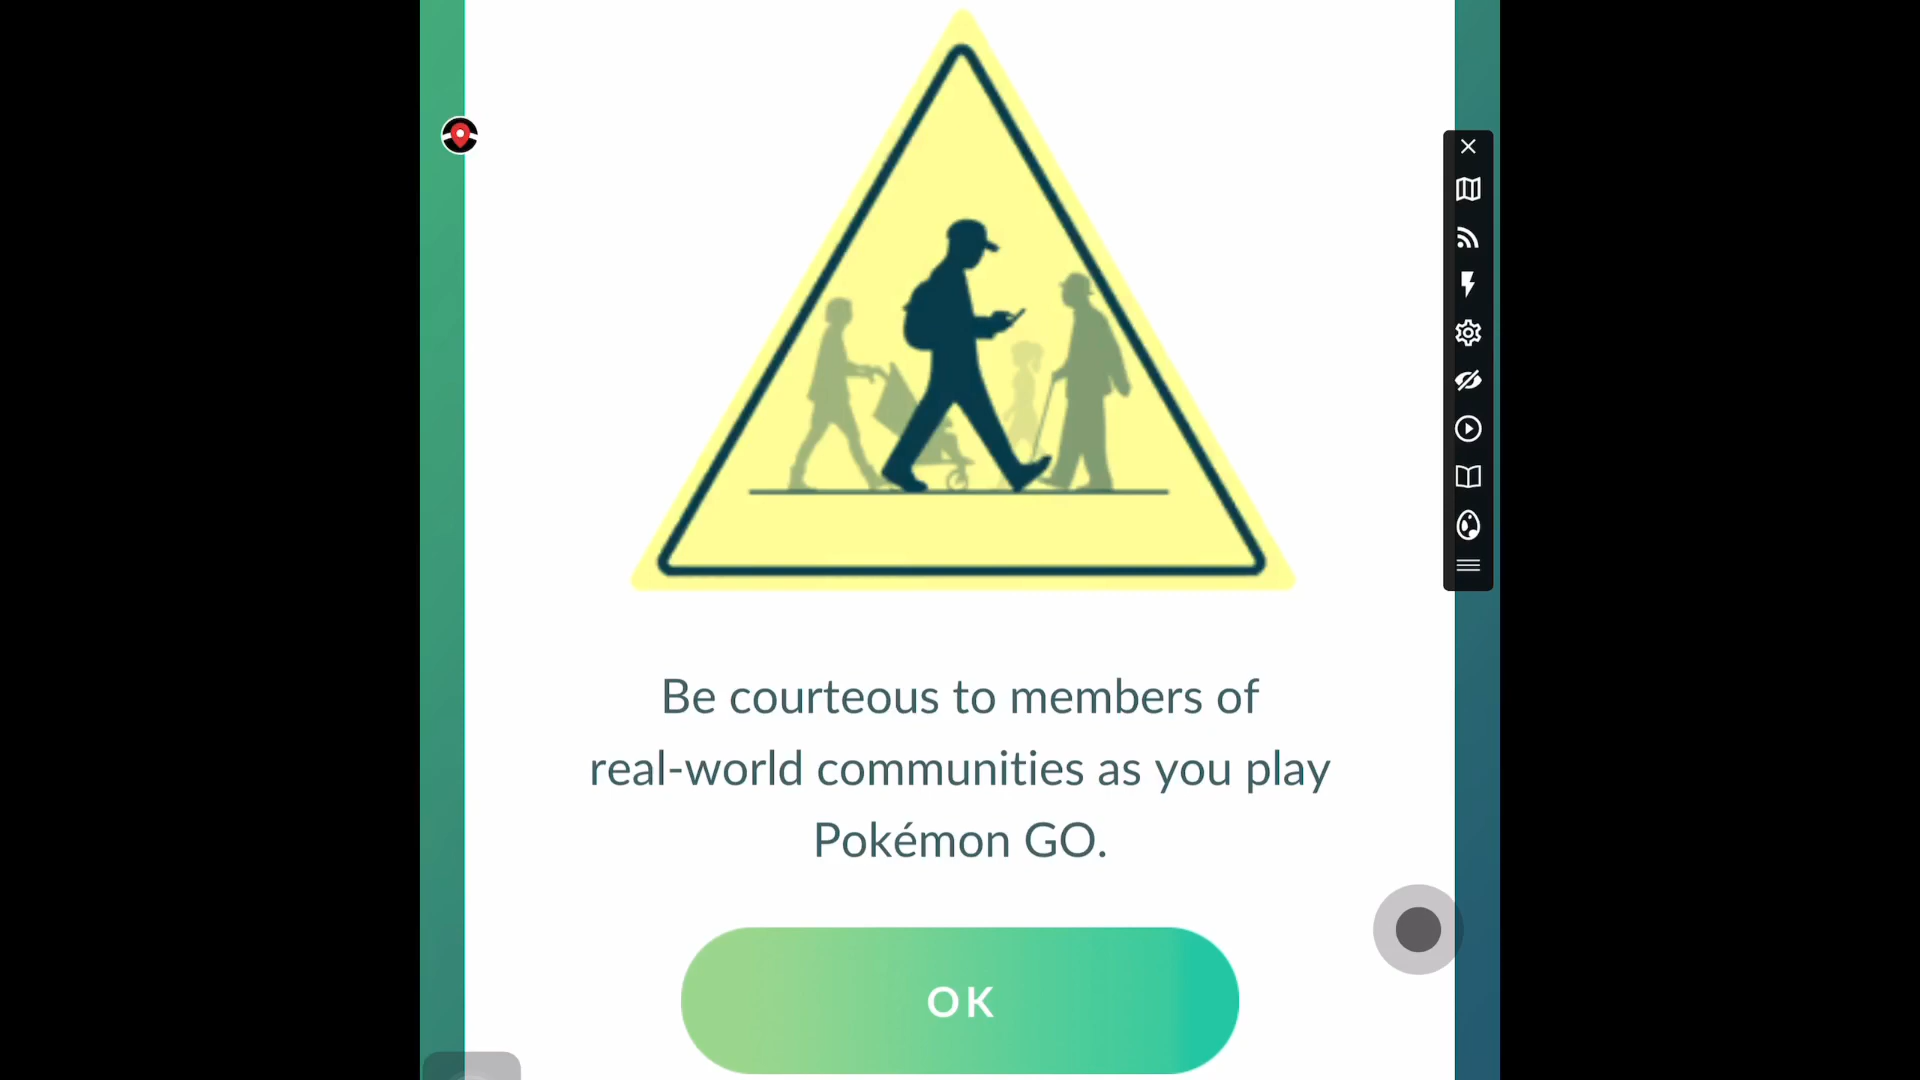 Be courteous to members of
real-world communities as you play
Pokémon GO.
OK